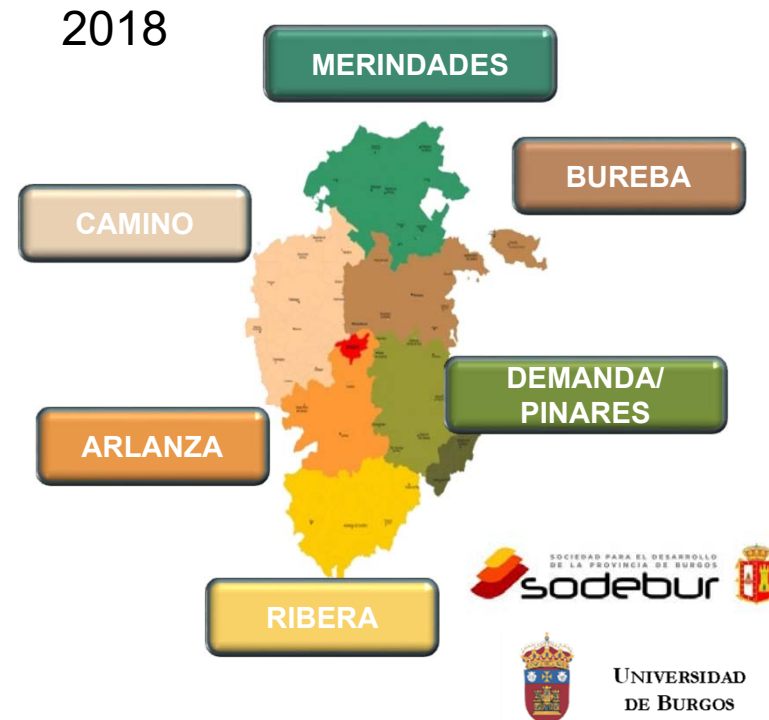 2018
MERINDADES
BUREBA
CAMINO
DEMANDA/
PINARES
ARLANZA
RIBERA
SOCIEDAD PARA EL DESARROLLO
DE LA PROVINCIA DE BURGOS
sodebur
UNIVERSIDAD
DE BURGOS